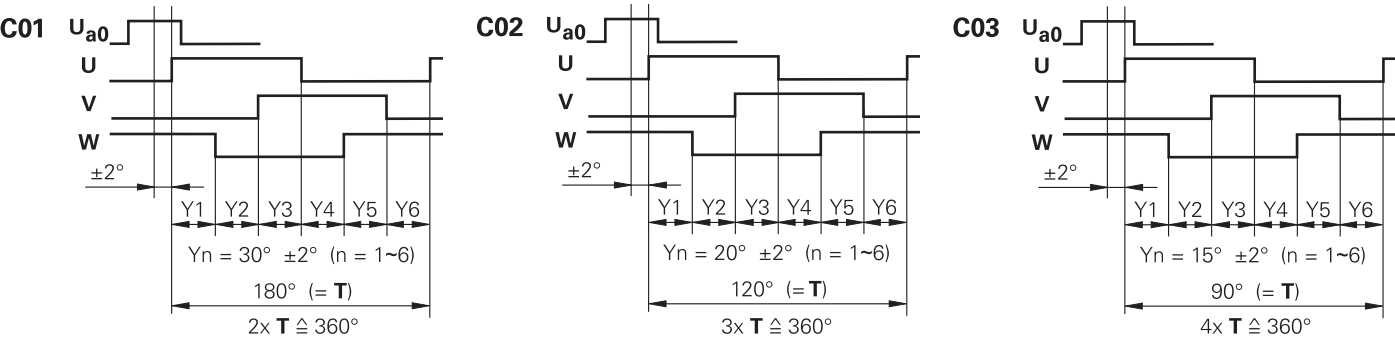 C01 Ua0
U
V
W
±2°
Y1 Y2 Y3 Y4 Y5 Y6
Yn = 30° ±2° (n = 1~6)
180° (= T)
2x T ≙ 360°
C02 Ua0
U
V
W
±2°
Y1 Y2 Y3 Y4 Y5 Y6
Yn = 20° ±2° (n = 1~6)
120° (= T)
3x T ≙ 360°
C03 Ua0
U
V
W
±2°
Y1 Y2 Y3 Y4 Y5 Y6
Yn = 15° ±2° (n = 1~6)
90° (= T)
4x T ≙ 360°